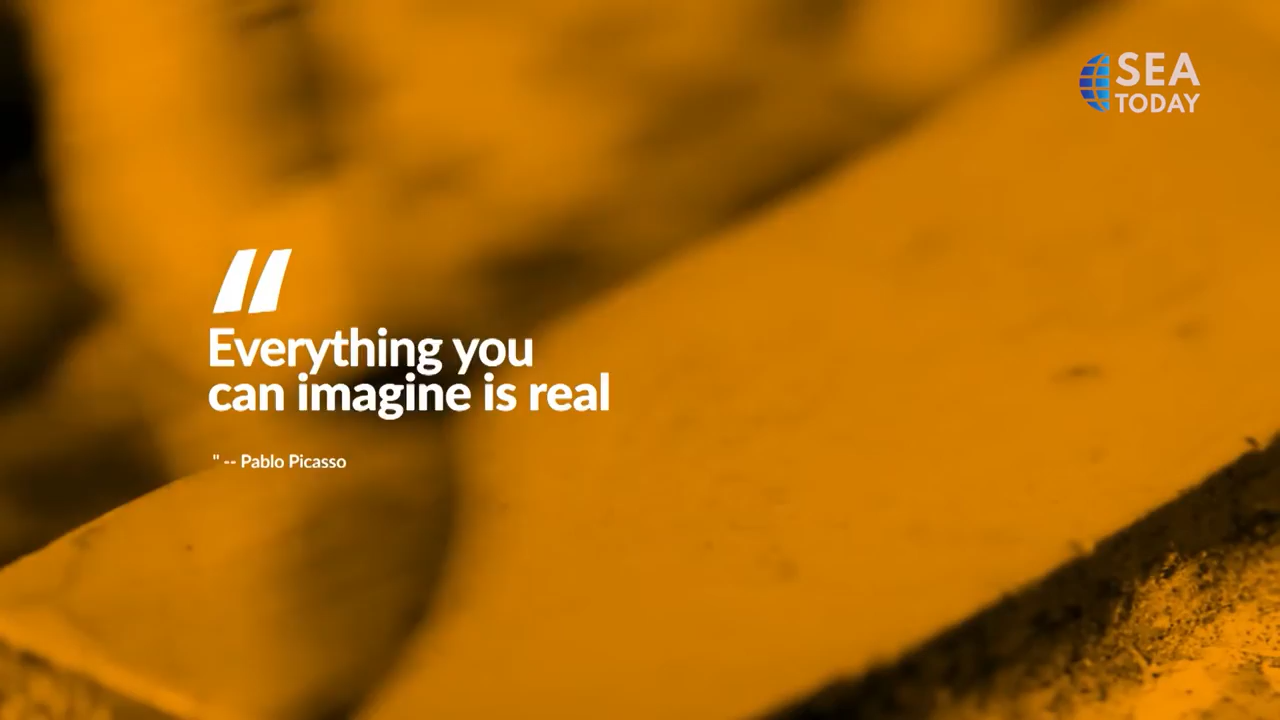 SEA
TODAY
“
Everything you
can imagine is real
" -- Pablo Picasso